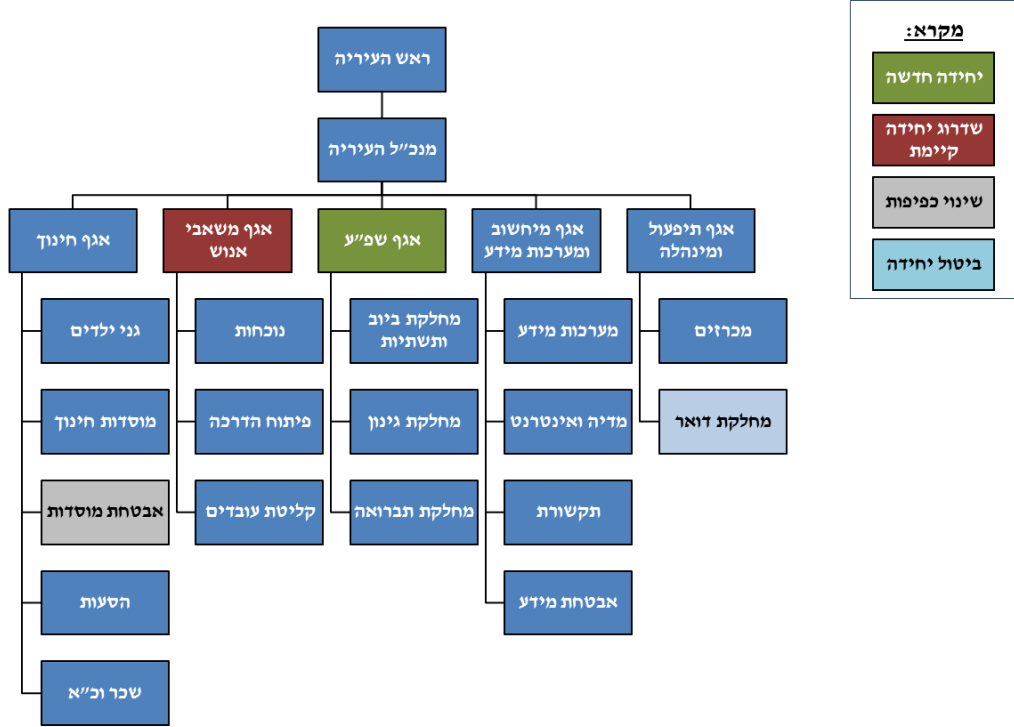 מקרא:
יחידה חדשה
שדרוג יחידה
קיימת
שינוי כפיפות
ביטול יחידה
ראש העיריה
מנכ״ל העיריה
אגף תיפעול
ומינהלה
מכרזים
מחלקת דואר
אגף מיחשוב
ומערכות מידע
מערכות מידע
מדיה ואינטרנט
תקשורת
אבטחת מידע
אגף שפ״ע
מחלקת ביוב
ותשתיות
מחלקת גינון
מחלקת תברואה
אגף משאבי
אנוש
נוכחות
פיתוח הדרכה
קליטת עובדים
אגף חינוך
גני ילדים
מוסדות חינוך
אבטחת מוסדות
הסעות
שכר וכ״א